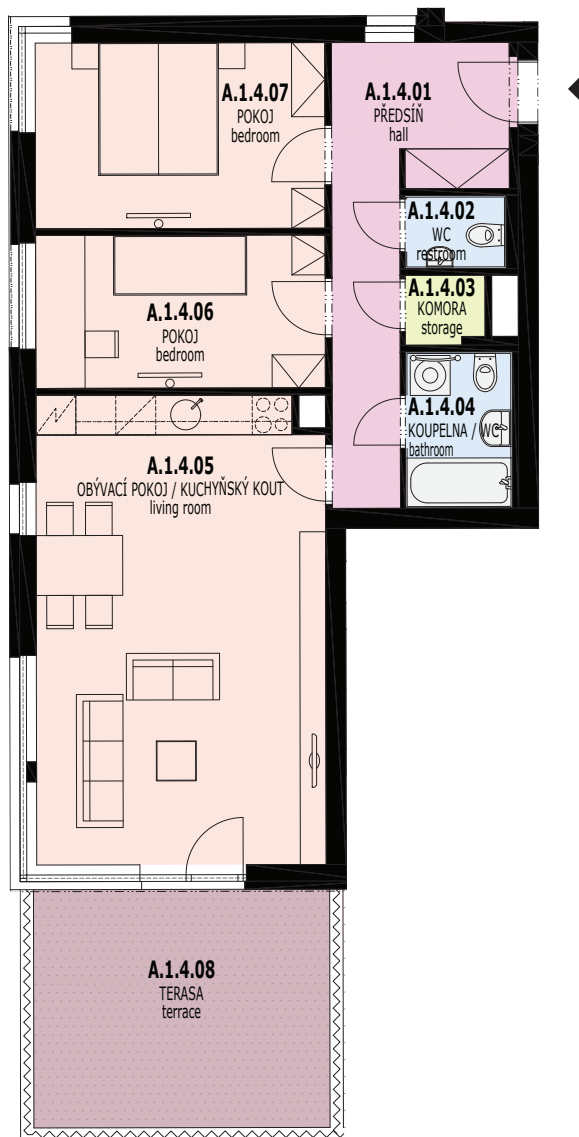 A.1.4.07
POKOJ
bedroom
A.1.4.01
PŘEDSÍŇ
hall
A.1.4.02
WC
restroom
A.1.4.03
KOMORA
storage
A.1.4.06
POKOJ
bedroom
A.1.4.04
KOUPELNA / WC
bathroom
A.1.4.05
OBÝVACÍ POKOJ / KUCHYŇSKÝ KOUT
living room
A.1.4.08
TERASA
terrace